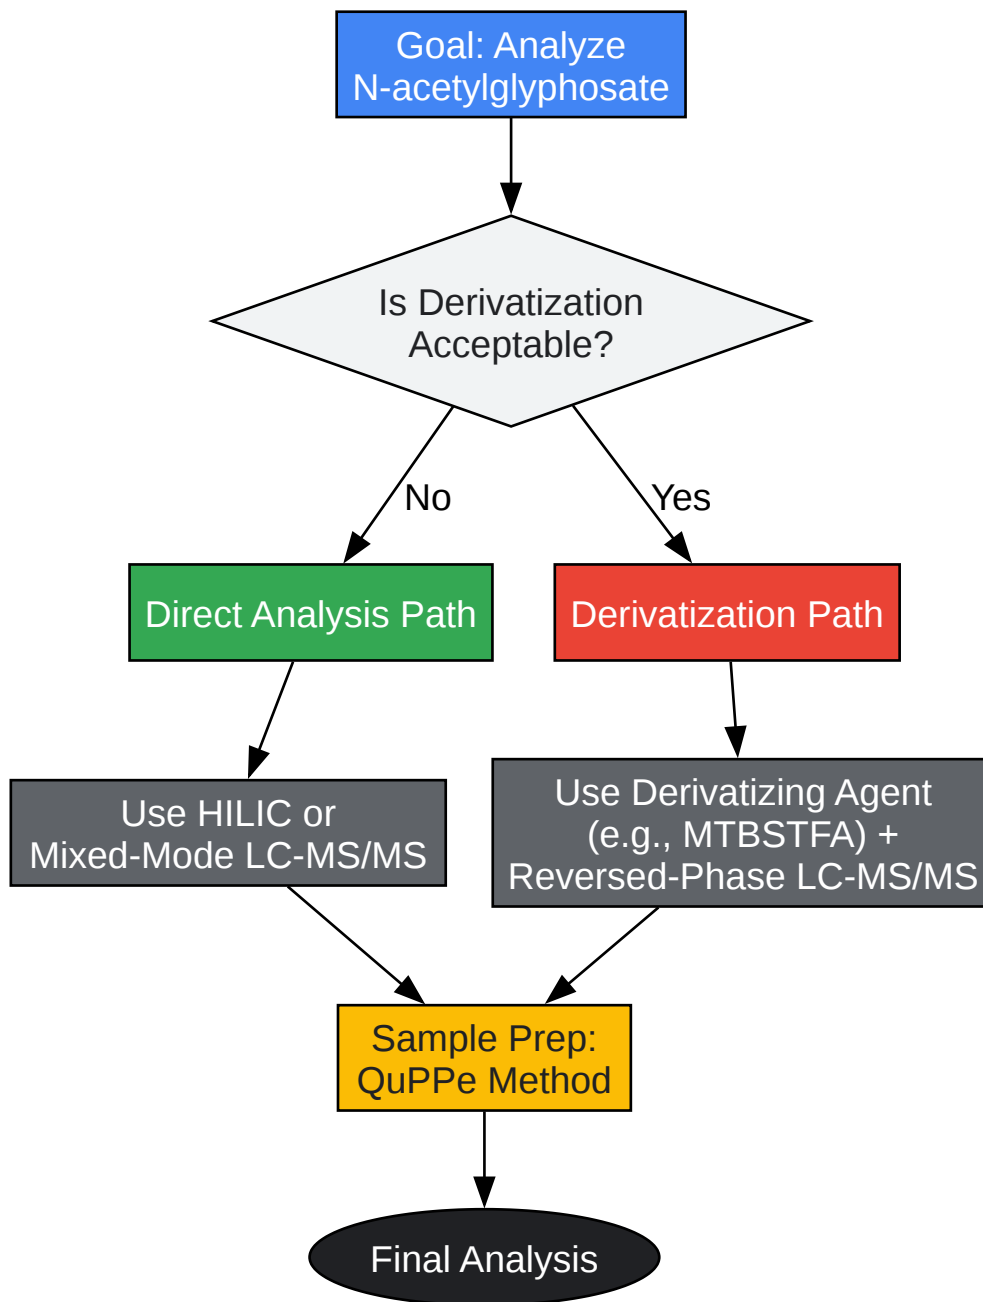 Goal: Analyze
N-acetylglyphosate
Is Derivatization
Acceptable?
No
Yes
Direct Analysis Path
Derivatization Path
Use HILIC or
Mixed-Mode LC-MS/MS
Use Derivatizing Agent
(e.g., MTBSTFA) +
Reversed-Phase LC-MS/MS
Sample Prep:
QuPPe Method
Final Analysis